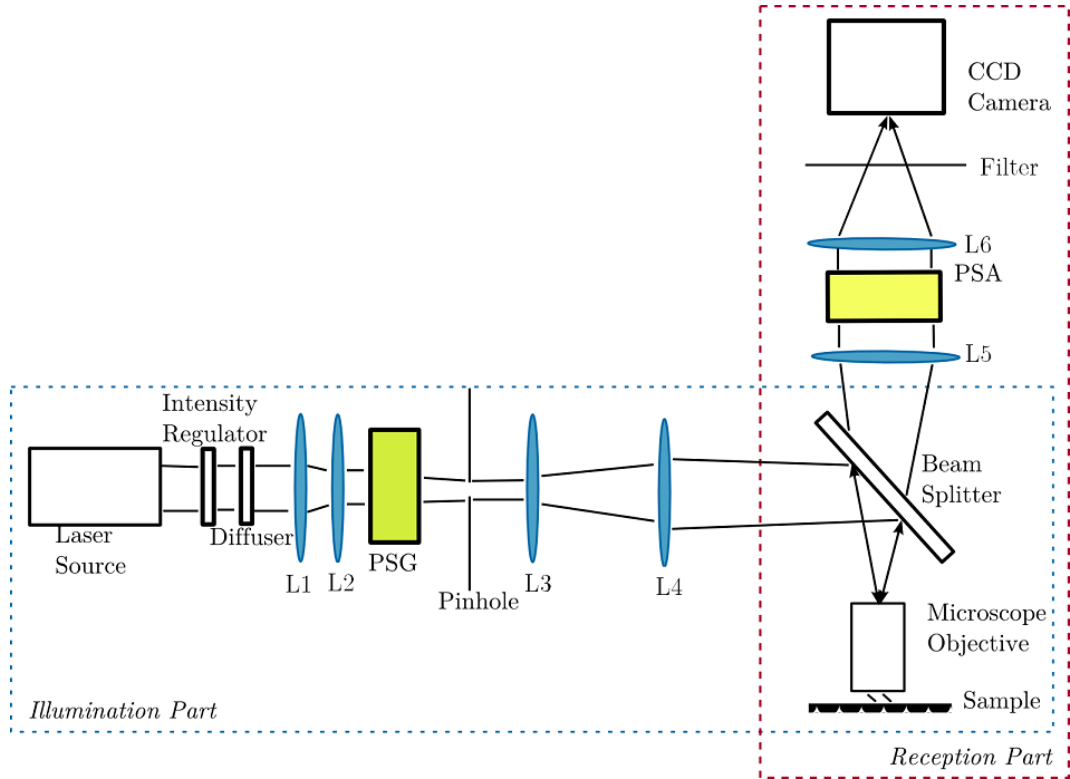 CCD
Camera
Filter
L6
PSA
L5
Intensity
Regulator
Beam
Splitter
Laser
Source
Diffuser
L1
L2
PSG
Pinhole
L3
L4
Microscope
Objective
Sample
Illumination Part
Reception Part